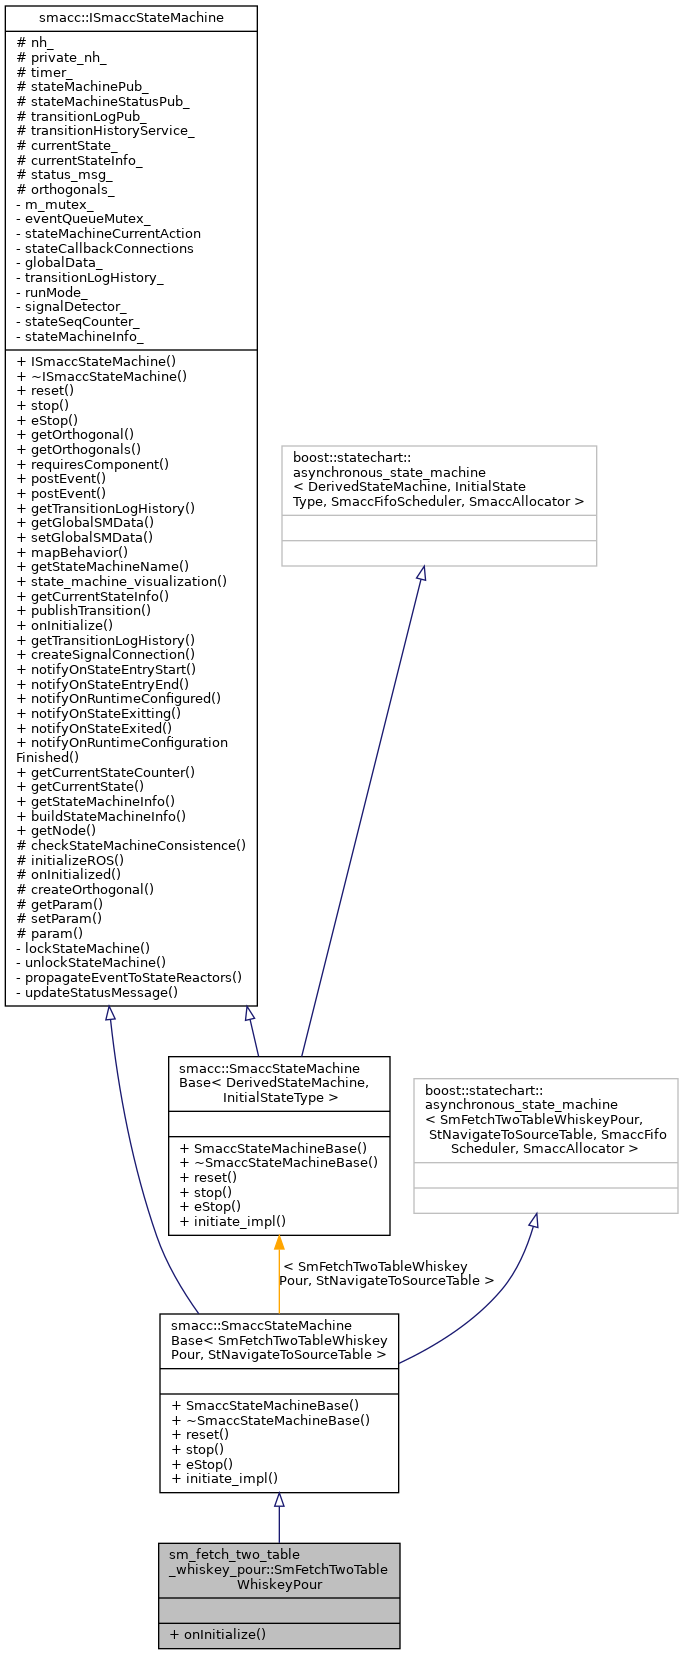 smacc::ISmaccStateMachine
# nh_
# private_nh_
# timer_
# stateMachinePub_
# stateMachineStatusPub_
# transitionLogPub_
# transitionHistoryService_
# currentState_
# currentStateInfo_
# status_msg_
# orthogonals_
- m_mutex_
- eventQueueMutex_
- stateMachineCurrentAction
- stateCallbackConnections
- globalData_
- transitionLogHistory_
- runMode_
- signalDetector_
- stateSeqCounter_
- stateMachineInfo_
+ ISmaccStateMachine()
+ ~ISmaccStateMachine()
+ reset()
+ stop()
+ eStop()
+ getOrthogonal()
+ getOrthogonals()
+ requiresComponent()
+ postEvent()
+ postEvent()
+ getTransitionLogHistory()
+ getGlobalSMData()
+ setGlobalSMData()
+ mapBehavior()
+ getStateMachineName()
+ state_machine_visualization()
+ getCurrentStateInfo()
+ publishTransition()
+ onInitialize()
+ getTransitionLogHistory()
+ createSignalConnection()
+ notifyOnStateEntryStart()
+ notifyOnStateEntryEnd()
+ notifyOnRuntimeConfigured()
+ notifyOnStateExitting()
+ notifyOnStateExited()
+ notifyOnRuntimeConfiguration
Finished()
+ getCurrentStateCounter()
+ getCurrentState()
+ getStateMachineInfo()
+ buildStateMachineInfo()
+ getNode()
# checkStateMachineConsistence()
# initializeROS()
# onInitialized()
# createOrthogonal()
# getParam()
# setParam()
# param()
- lockStateMachine()
- unlockStateMachine()
- propagateEventToStateReactors()
- updateStatusMessage()
boost::statechart::
asynchronous_state_machine
< DerivedStateMachine, InitialState
Type, SmaccFifoScheduler, SmaccAllocator >
smacc::SmaccStateMachine
Base< DerivedStateMachine,
InitialStateType >
+ SmaccStateMachineBase()
+ ~SmaccStateMachineBase()
+ reset()
+ stop()
+ eStop()
+ initiate_impl()
boost::statechart::
asynchronous_state_machine
< SmFetchTwoTableWhiskeyPour,
StNavigateToSourceTable, SmaccFifo
Scheduler, SmaccAllocator >
< SmFetchTwoTableWhiskey
Pour, StNavigateToSourceTable >
smacc::SmaccStateMachine
Base< SmFetchTwoTableWhiskey
Pour, StNavigateToSourceTable >
+ SmaccStateMachineBase()
+ ~SmaccStateMachineBase()
+ reset()
+ stop()
+ eStop()
+ initiate_impl()
sm_fetch_two_table
_whiskey_pour::SmFetchTwoTable
WhiskeyPour
+ onInitialize()